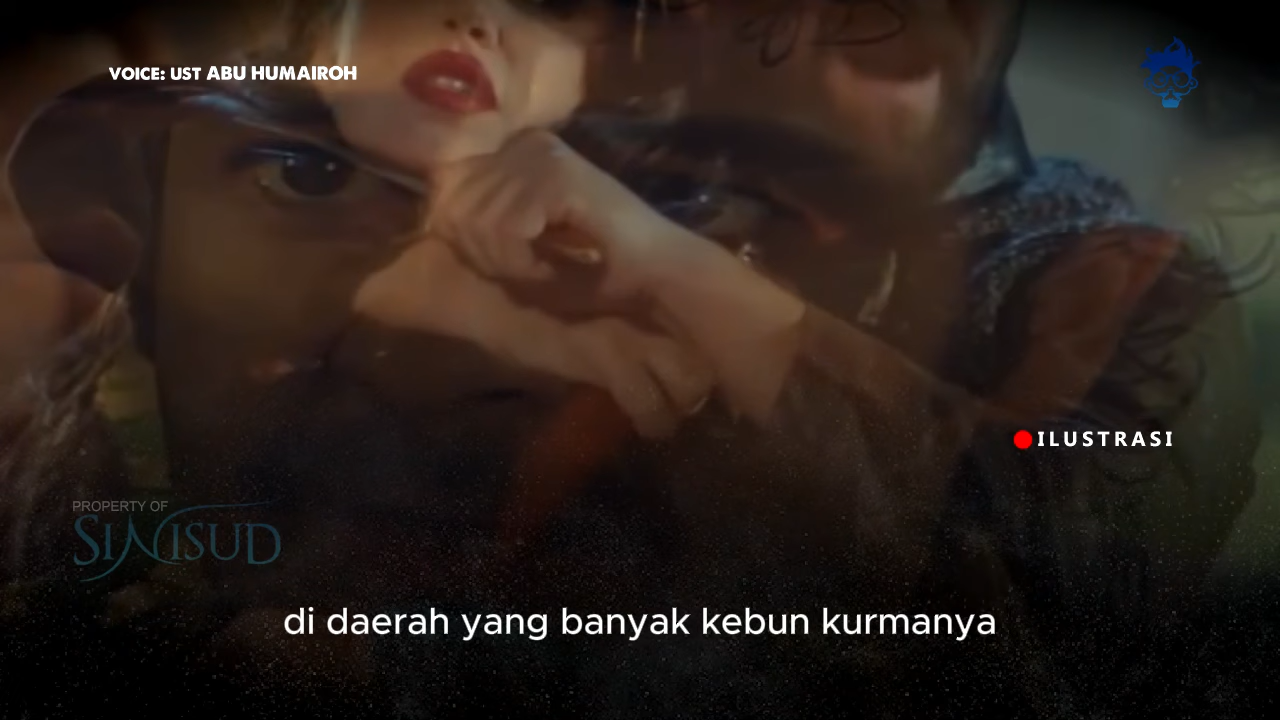 VOICE: UST ABU HUMAIROH
ILUSTRASI
PROPERTY OF
SINISUD
di daerah yang banyak kebun kurmanya